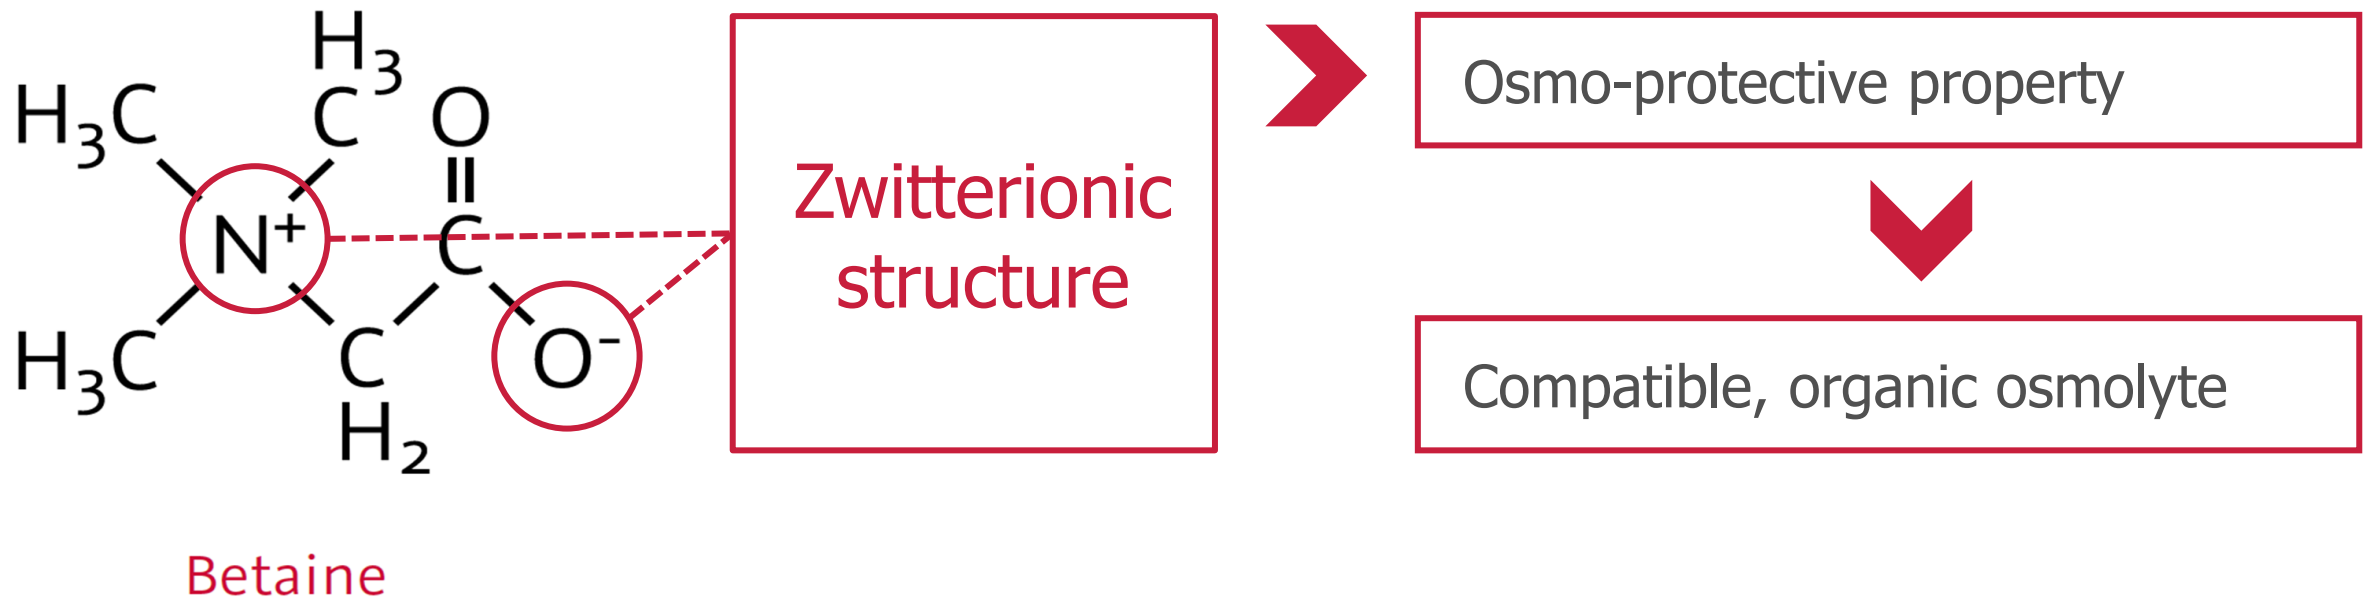 H₃
H₃C C O
N⁺ C
H₃C C O⁻
H₂
Betaine
Zwitterionic
structure
Osmo-protective property
Compatible, organic osmolyte